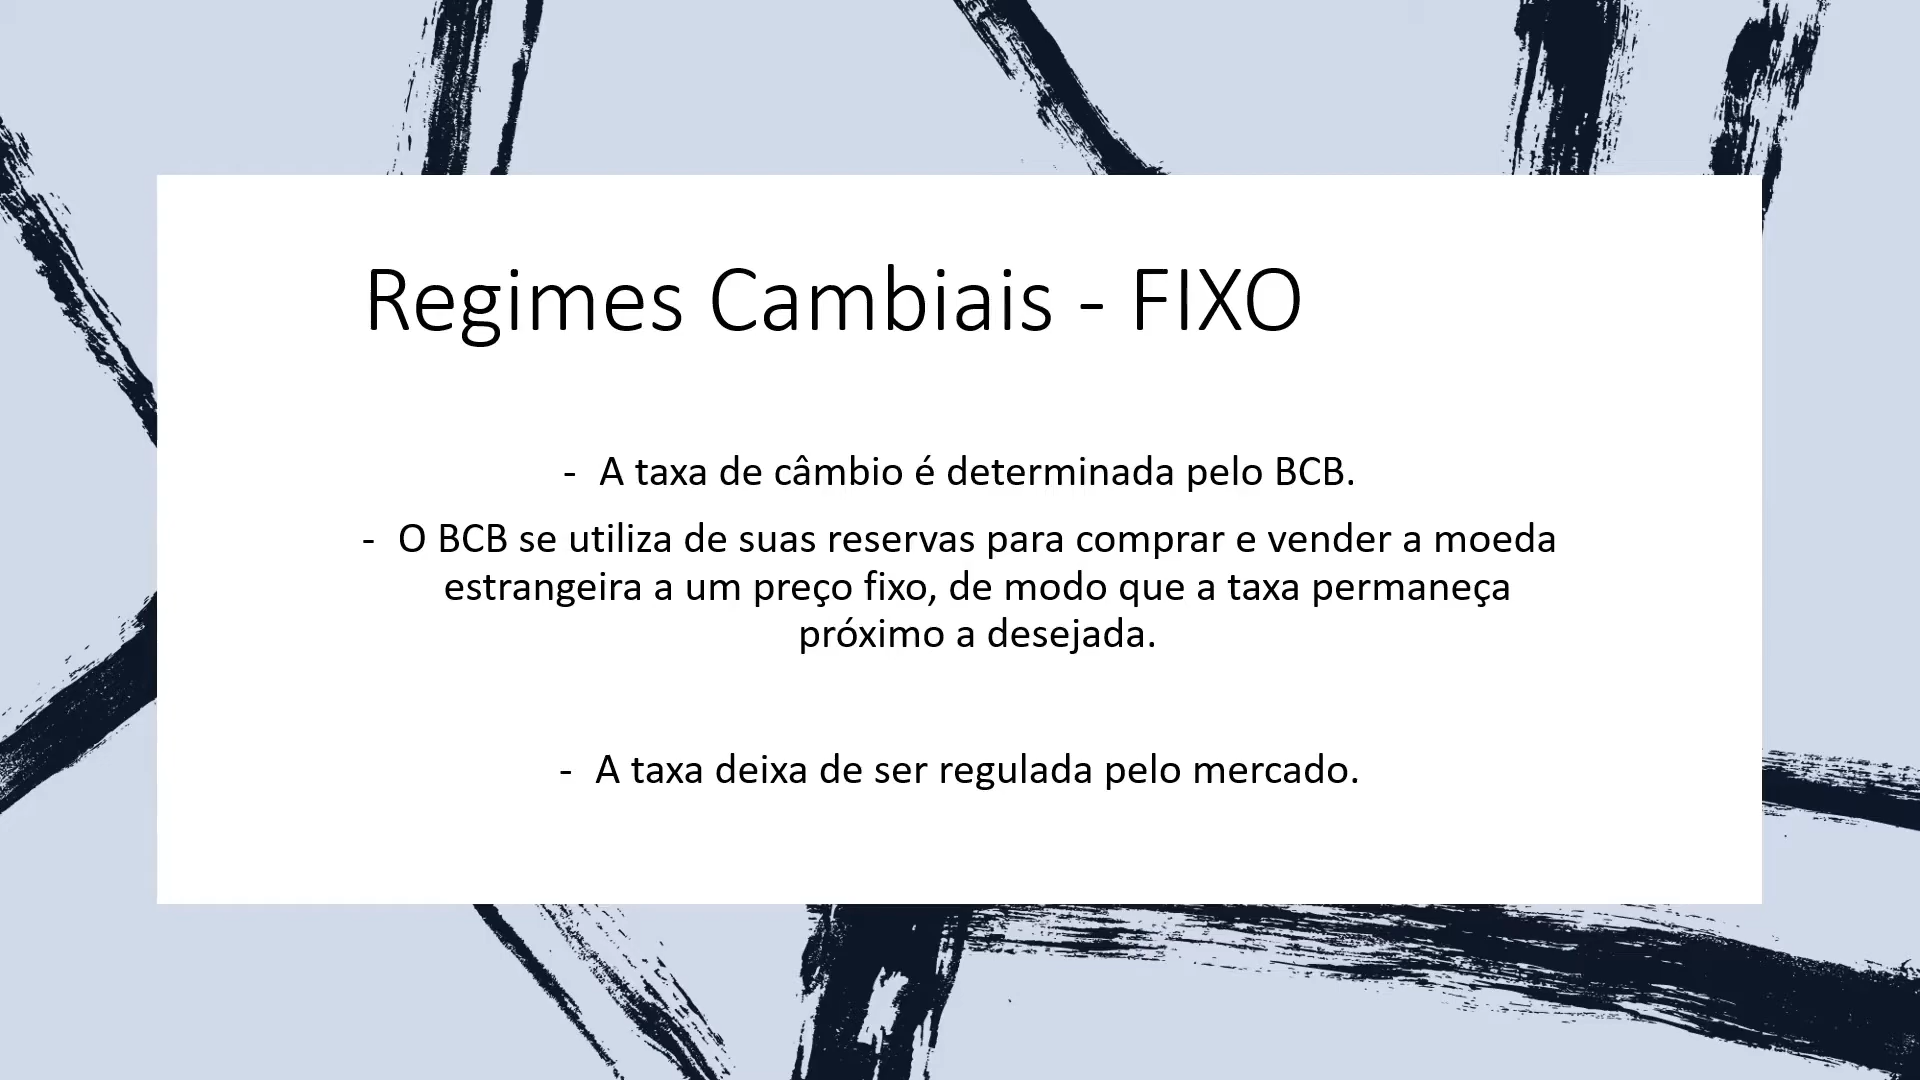 Regimes Cambiais - FIXO
- A taxa de câmbio é determinada pelo BCB.
- O BCB se utiliza de suas reservas para comprar e vender a moeda
estrangeira a um preço fixo, de modo que a taxa permaneça
próximo a desejada.
- A taxa deixa de ser regulada pelo mercado.